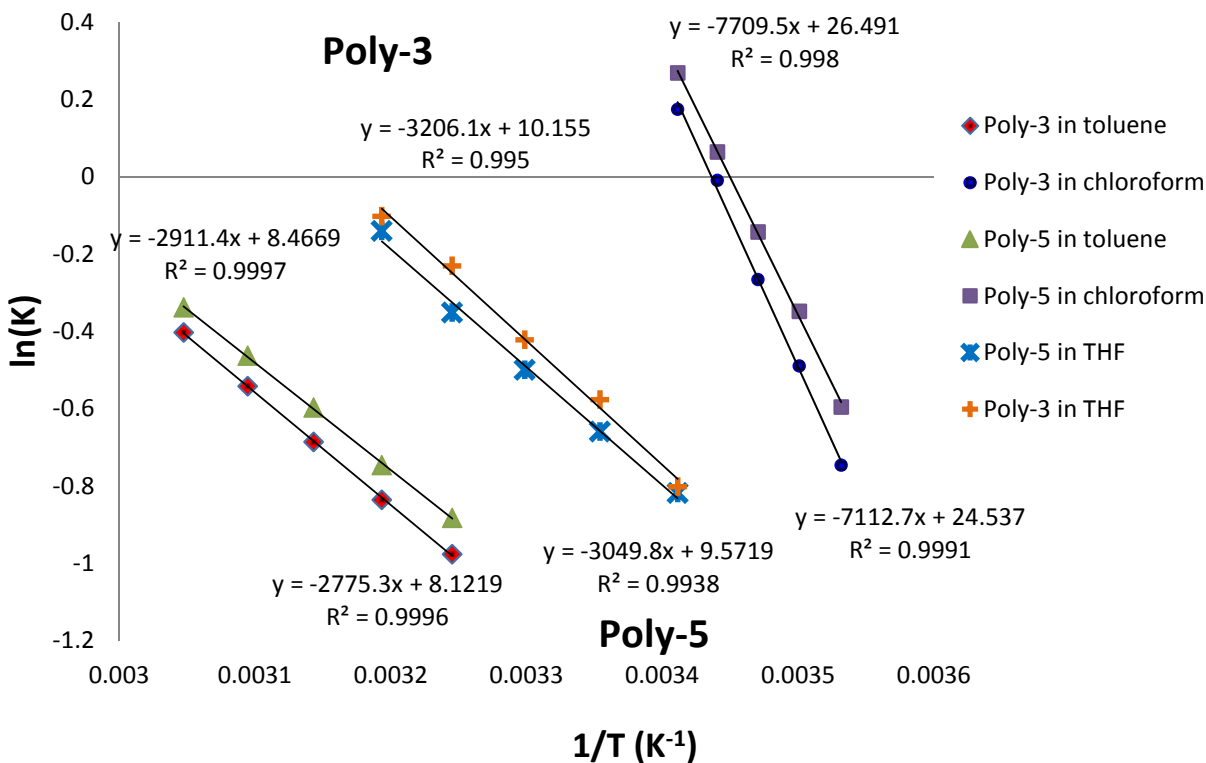 0.4
0.2
0
-0.2
-0.4
-0.6
-0.8
-1
-1.2
ln(K)
Poly-3
y = -7709.5x + 26.491
R² = 0.998
y = -3206.1x + 10.155
R² = 0.995
y = -2911.4x + 8.4669
R² = 0.9997
y = -7112.7x + 24.537
R² = 0.9991
y = -3049.8x + 9.5719
R² = 0.9938
y = -2775.3x + 8.1219
R² = 0.9996
Poly-5
Poly-3 in toluene
Poly-3 in chloroform
Poly-5 in toluene
Poly-5 in chloroform
Poly-5 in THF
Poly-3 in THF
0.003 0.0031 0.0032 0.0033 0.0034 0.0035 0.0036
1/T (K⁻¹)